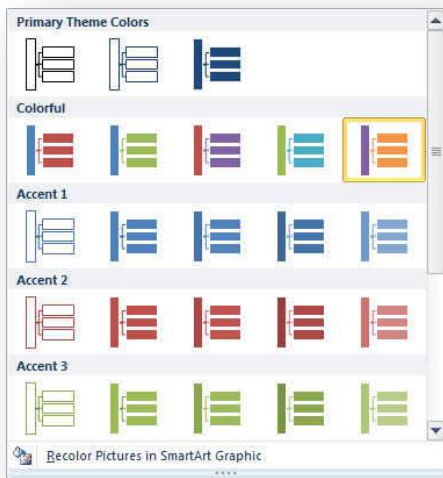 Primary Theme Colors
Colorful
Accent 1
Accent 2
Accent 3
Recolor Pictures in SmartArt Graphic